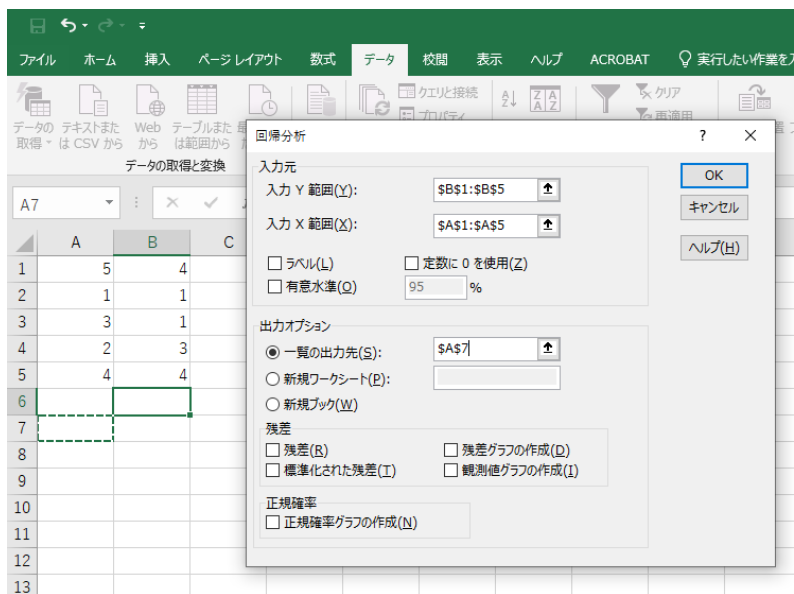 ファイル ホーム 挿入 ページ レイアウト 数式 データ 校閲 表示 ヘルプ ACROBAT 実行したい作業を
クエリと接続 クリア
プロパティ 再適用
データの テキストまた Web テーブルまた
取得 は CSV から から は範囲から
データの取得と変換
回帰分析 ? ×
入力元
入力 Y 範囲(Y): $B$1:$B$5 OK
入力 X 範囲(X): $A$1:$A$5 キャンセル
ヘルプ(H)
ラベル(L) 定数に 0 を使用(Z)
有意水準(O) 95 %
出力オプション
一覧の出力先(S): $A$7
新規ワークシート(P):
新規ブック(W)
残差
残差(R) 残差グラフの作成(D)
標準化された残差(T) 観測値グラフの作成(I)
正規確率
正規確率グラフの作成(N)
A7
A B C
1 5 4
2 1 1
3 3 1
4 2 3
5 4 4
6
7
8
9
10
11
12
13